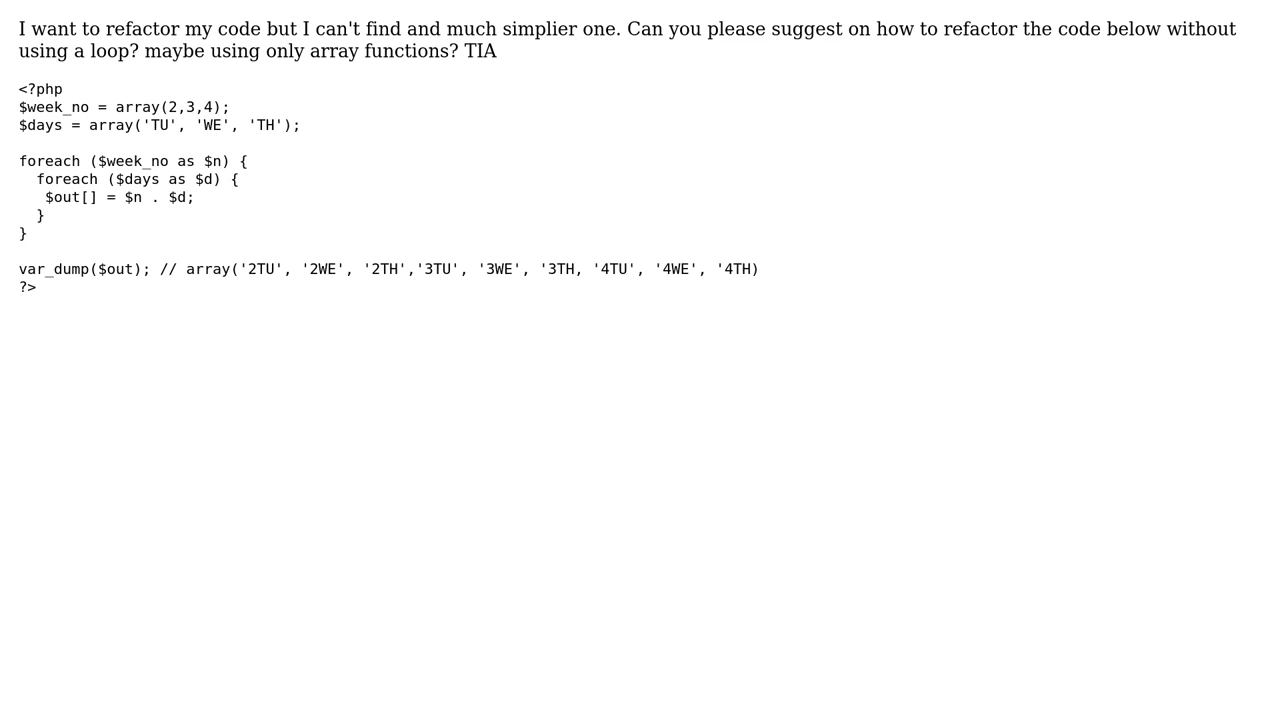 I want to refactor my code but I can't find and much simplier one. Can you please suggest on how to refactor the code below without
using a loop? maybe using only array functions? TIA
<?php
$week_no = array(2,3,4);
$days = array('TU', 'WE', 'TH');
foreach ($week_no as $n) {
  foreach ($days as $d) {
   $out[] = $n . $d;
  }
}
var_dump($out); // array('2TU', '2WE', '2TH','3TU', '3WE', '3TH, '4TU', '4WE', '4TH)
?>